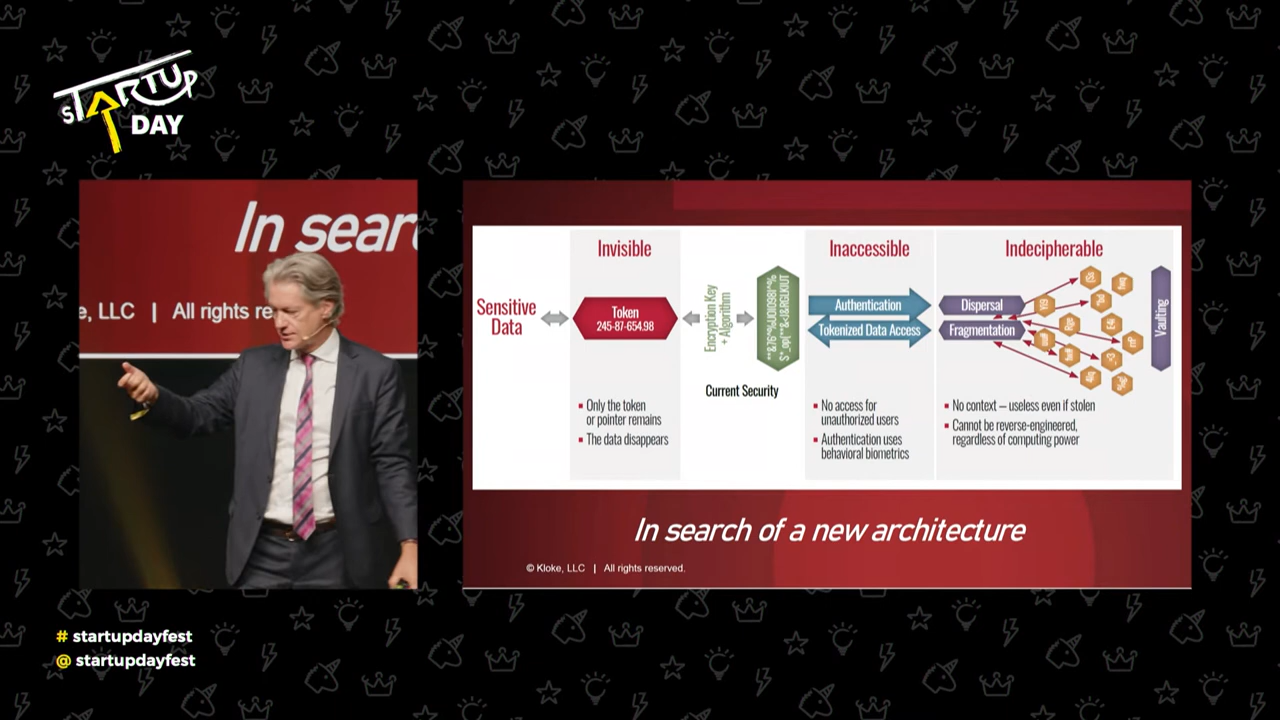 STARTUP
DAY
In sear
e, LLC | All rights re
Invisible
Inaccessible
Indecipherable
Sensitive
Data
Token
245-87-654.98
Encryption Key
+ Algorithm
Authentication
Tokenized Data Access
Dispersal
Fragmentation
Vaulting
Current Security
▪ Only the token
or pointer remains
▪ The data disappears
▪ No access for
unauthorized users
▪ Authentication uses
behavioral biometrics
▪ No context – useless even if stolen
▪ Cannot be reverse-engineered,
regardless of computing power
In search of a new architecture
© Kloke, LLC | All rights reserved.
# startupdayfest
@ startupdayfest